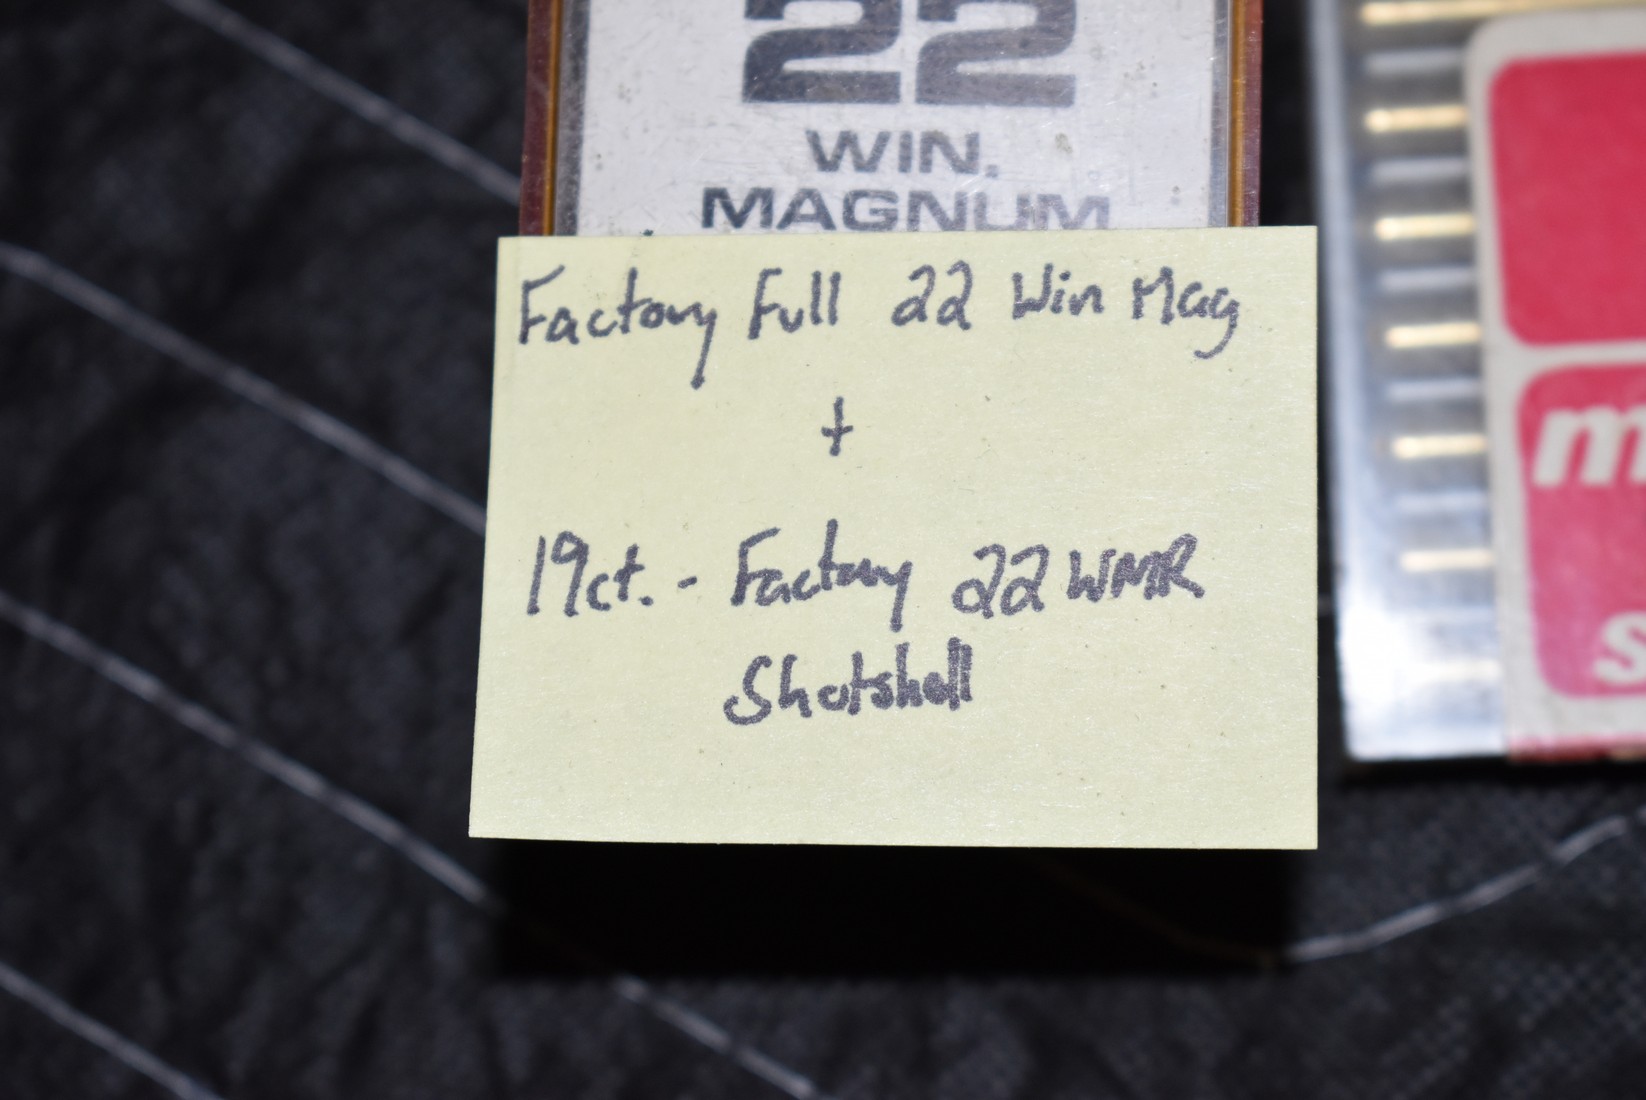 22
WIN.
MAGNUM
Factory Full 22 Win Mag
+
19ct. - Factory 22 WMR
Shotshell
m
s